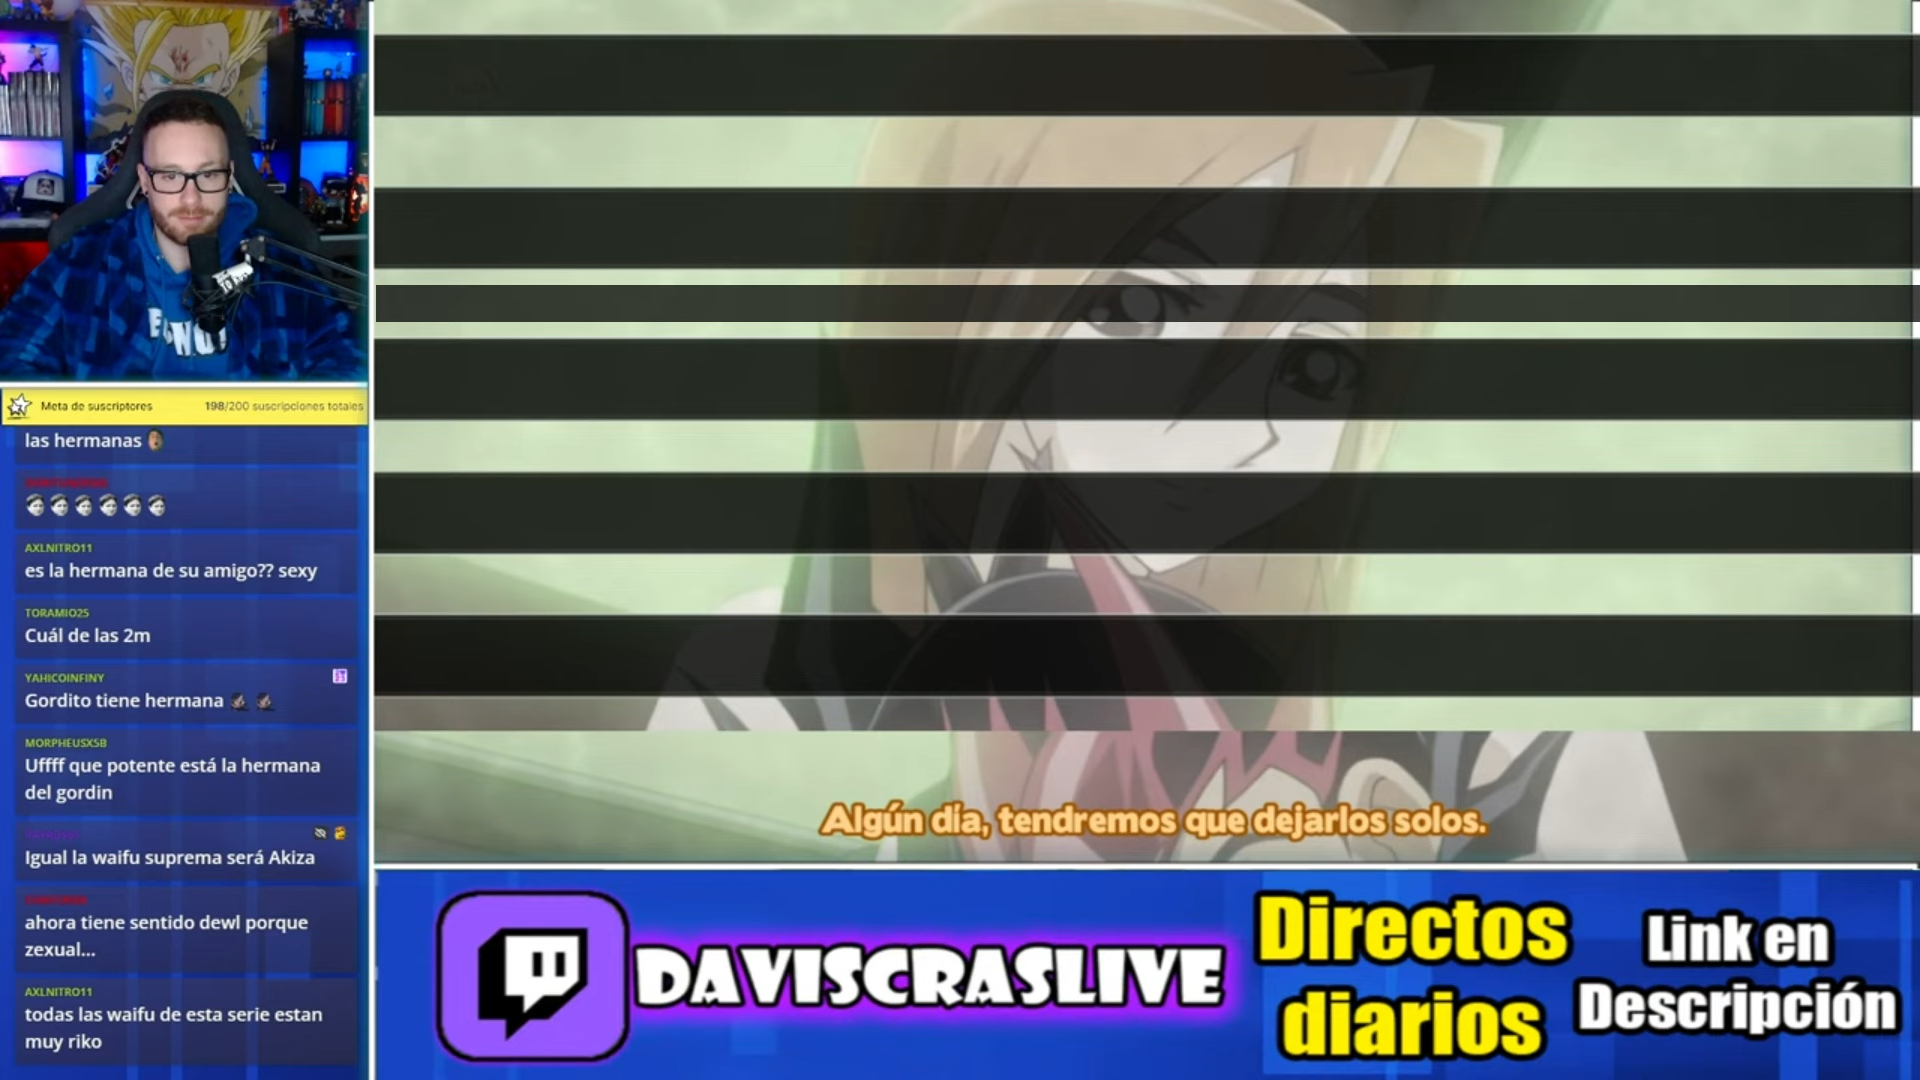 Meta de suscriptores 198/200 suscripciones totales
las hermanas
AXLNITRO11
es la hermana de su amigo?? sexy
TORAMIO25
Cuál de las 2m
YAHICOINFINY
Gordito tiene hermana
MORPHEUSXSB
Uffff que potente está la hermana
del gordin
Igual la waifu suprema será Akiza
ahora tiene sentido dewl porque
zexual...
AXLNITRO11
todas las waifu de esta serie estan
muy riko
Algún día, tendremos que dejarlos solos.
DAVISCRASLIVE
Directos
diarios
Link en
Descripción